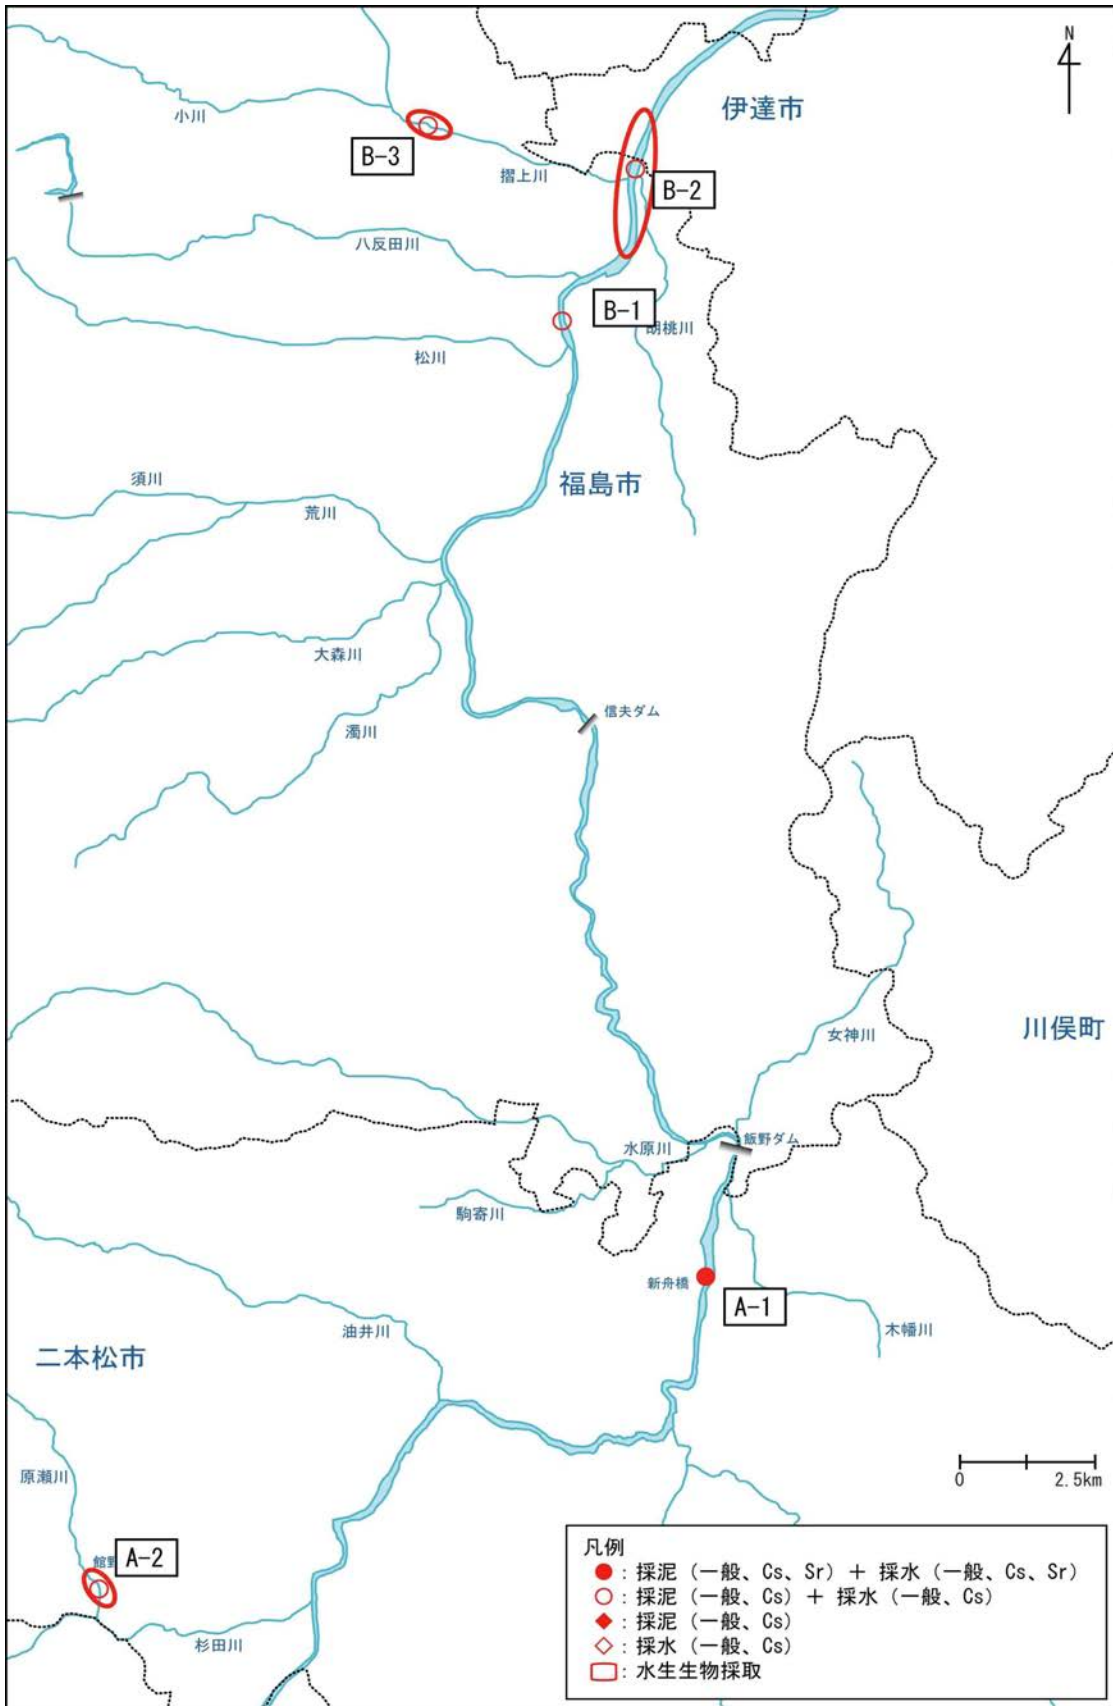 N
伊達市
小川
B-3
摺上川
B-2
八反田川
B-1
胡桃川
松川
福島市
須川
荒川
大森川
信夫ダム
濁川
川俣町
女神川
飯野ダム
水原川
駒寄川
新舟橋
A-1
木幡川
油井川
二本松市
原瀬川
0 2.5km
A-2
館
杉田川
凡例
●：採泥（一般、Cs、Sr）＋ 採水（一般、Cs、Sr）
○：採泥（一般、Cs）＋ 採水（一般、Cs）
◆：採泥（一般、Cs）
◇：採水（一般、Cs）
：水生生物採取